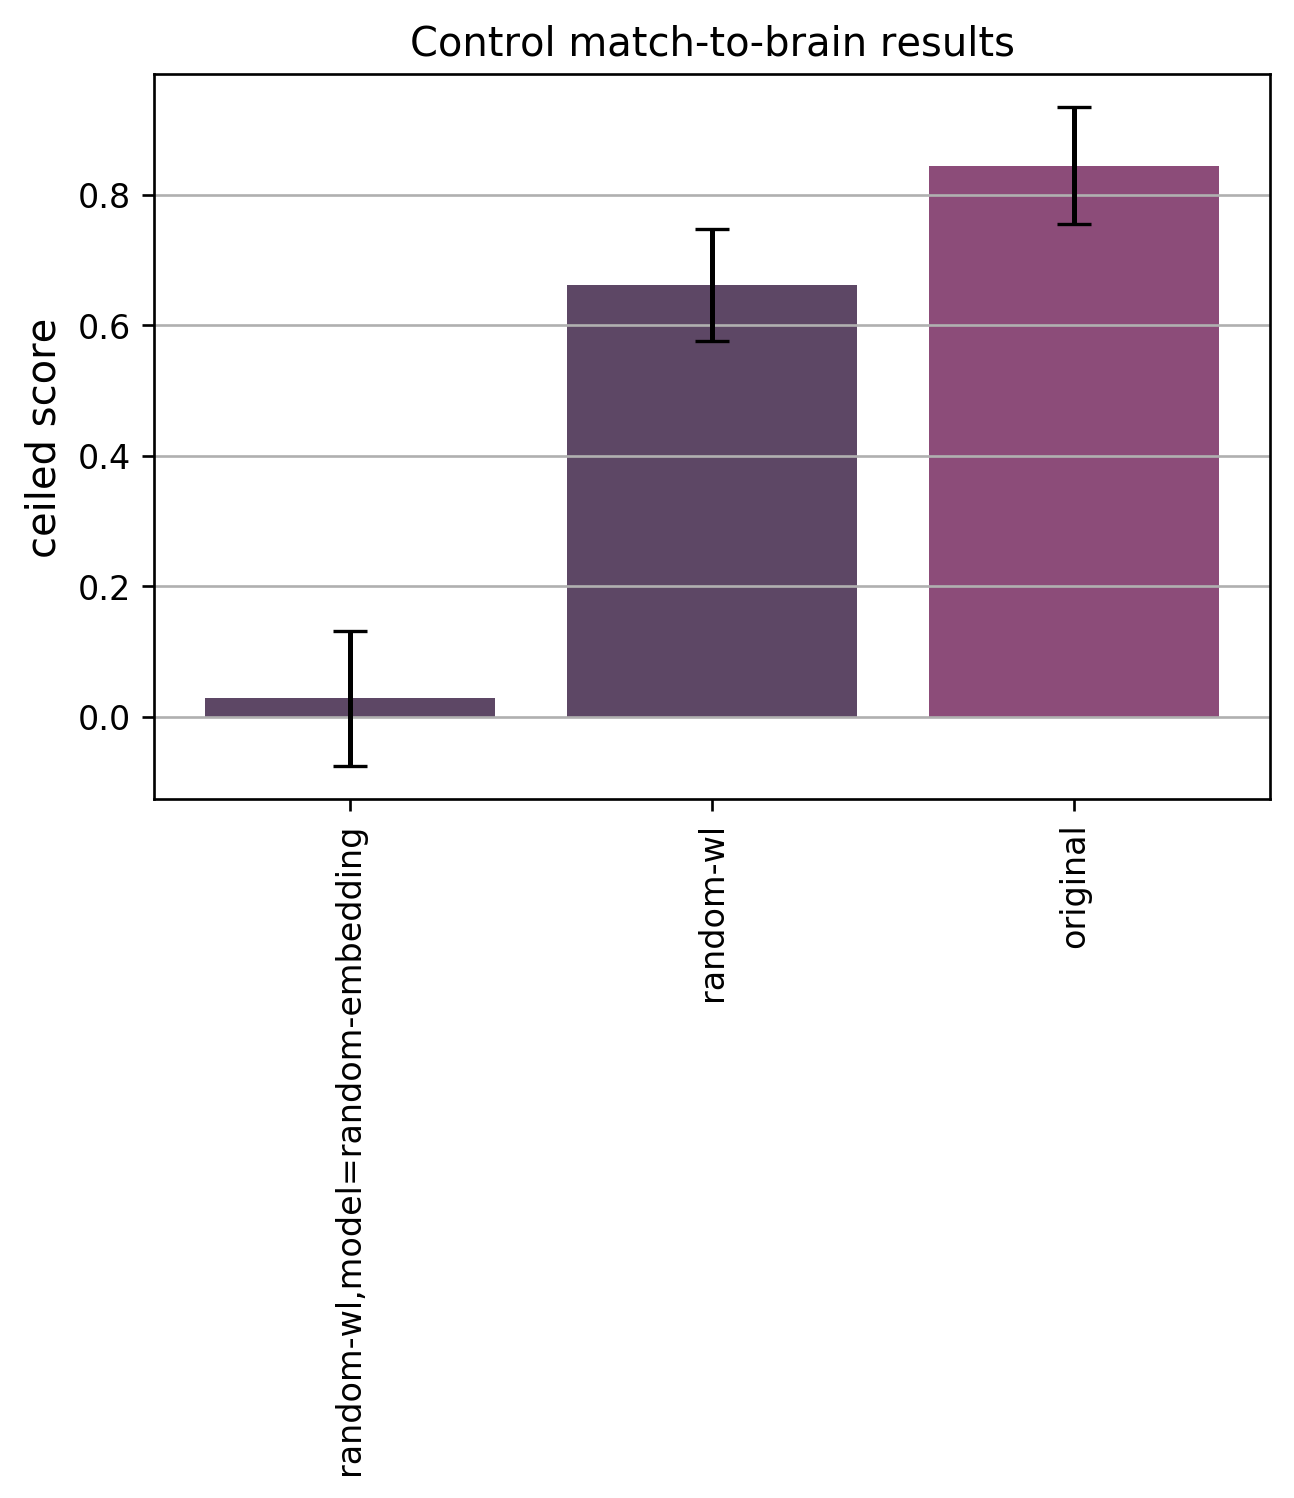 Control match-to-brain results
ceiled score
0.8
0.6
0.4
0.2
0.0
random-wl,model=random-embedding
random-wl
original